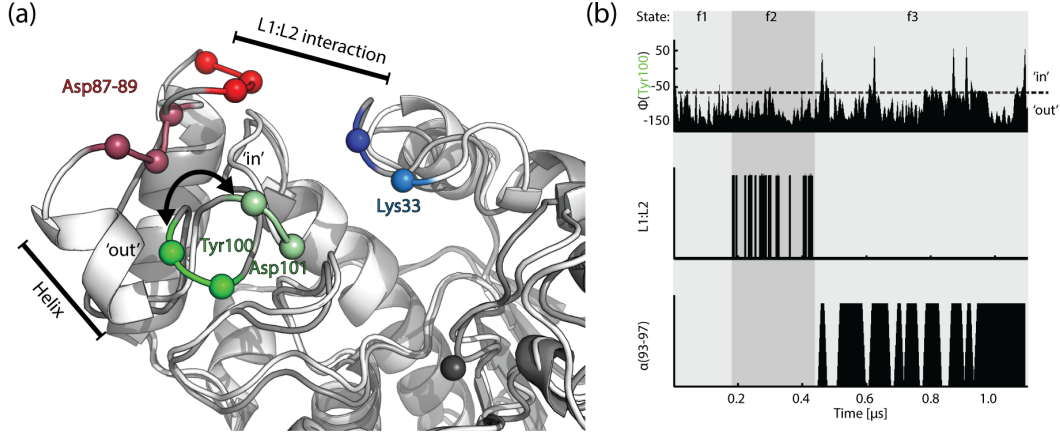 (a)
L1:L2 interaction
Asp87-89
'in'
Lys33
'out'
Tyr100
Asp101
Helix
(b)
State:
f1
f2
f3
Φ(Tyr100)
50
-50
-150
'in'
'out'
L1:L2
α(93-97)
0.2
0.4
0.6
0.8
1.0
Time [µs]